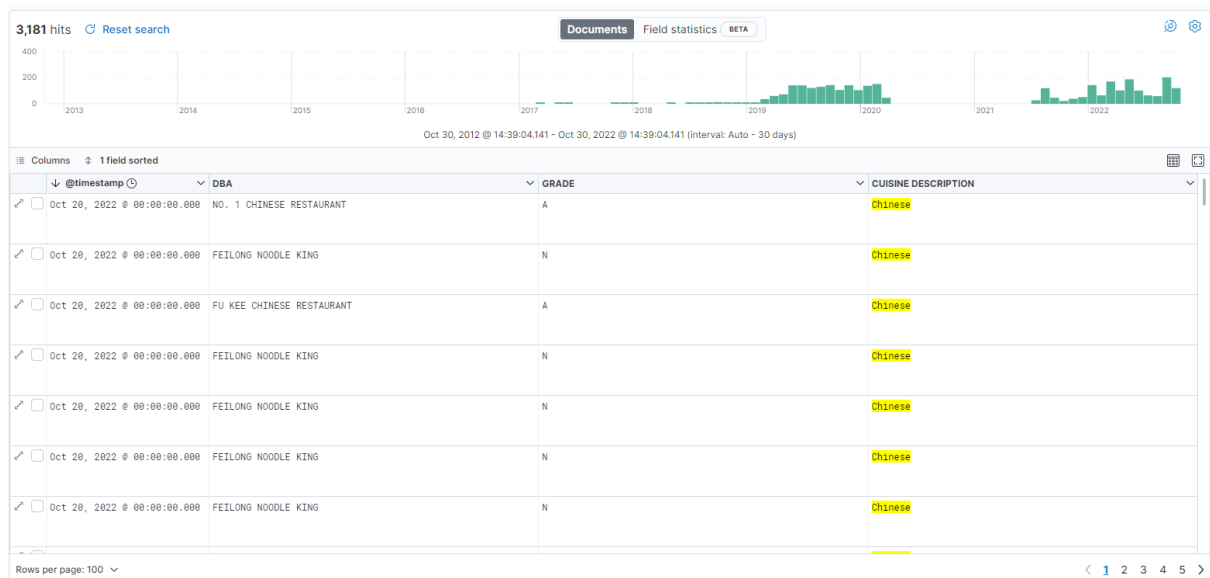 3,181 hits Reset search Documents Field statistics BETA
400
200
0
2013 2014 2015 2016 2017 2018 2019 2020 2021 2022
Oct 30, 2012 @ 14:39:04.141 - Oct 30, 2022 @ 14:39:04.141 (interval: Auto - 30 days)
Columns 1 field sorted
@timestamp DBA GRADE CUISINE DESCRIPTION
Oct 20, 2022 @ 00:00:00.000 NO. 1 CHINESE RESTAURANT A Chinese
Oct 20, 2022 @ 00:00:00.000 FEILONG NOODLE KING N Chinese
Oct 20, 2022 @ 00:00:00.000 FU KEE CHINESE RESTAURANT A Chinese
Oct 20, 2022 @ 00:00:00.000 FEILONG NOODLE KING N Chinese
Oct 20, 2022 @ 00:00:00.000 FEILONG NOODLE KING N Chinese
Oct 20, 2022 @ 00:00:00.000 FEILONG NOODLE KING N Chinese
Oct 20, 2022 @ 00:00:00.000 FEILONG NOODLE KING N Chinese
Rows per page: 100 1 2 3 4 5